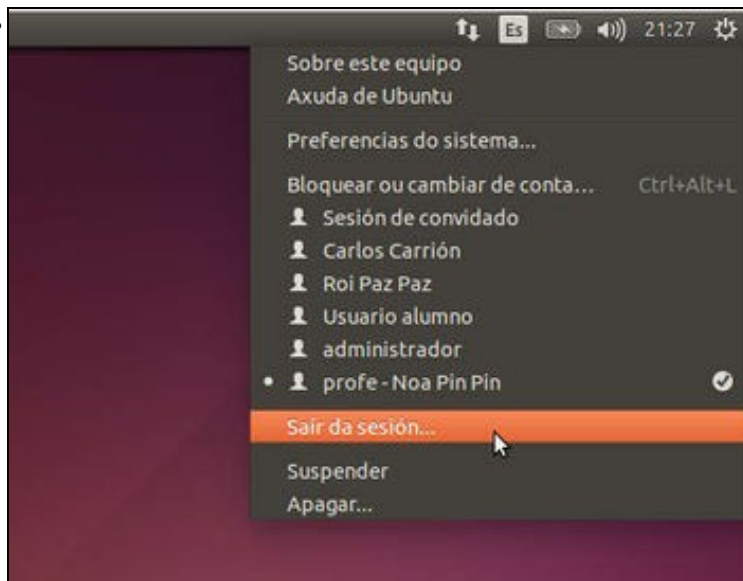 Es 21:27
Sobre este equipo
Axuda de Ubuntu
Preferencias do sistema...
Bloquear ou cambiar de conta... Ctrl+Alt+L
Sesión de convidado
Carlos Carrión
Roi Paz Paz
Usuario alumno
administrador
profe - Noa Pin Pin
Saír da sesión...
Suspender
Apagar...